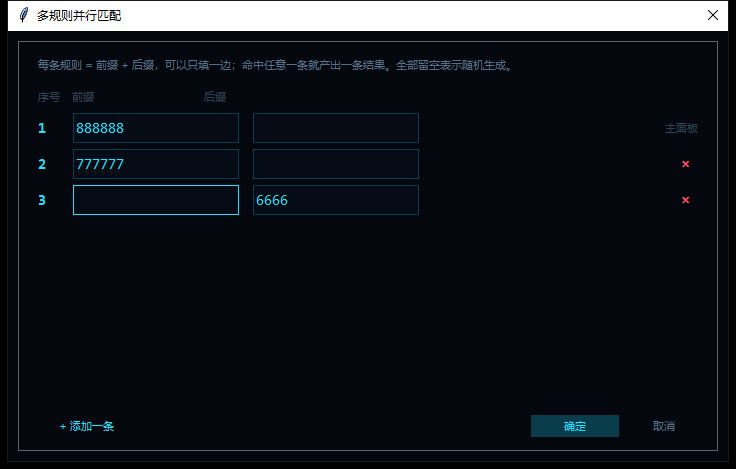 多规则并行匹配
每条规则 = 前缀 + 后缀，可以只填一边；命中任意一条就产出一条结果。全部留空表示随机生成。
序号 前缀 后缀
1 888888 主面板
2 777777 ×
3 6666 ×
+ 添加一条 确定 取消